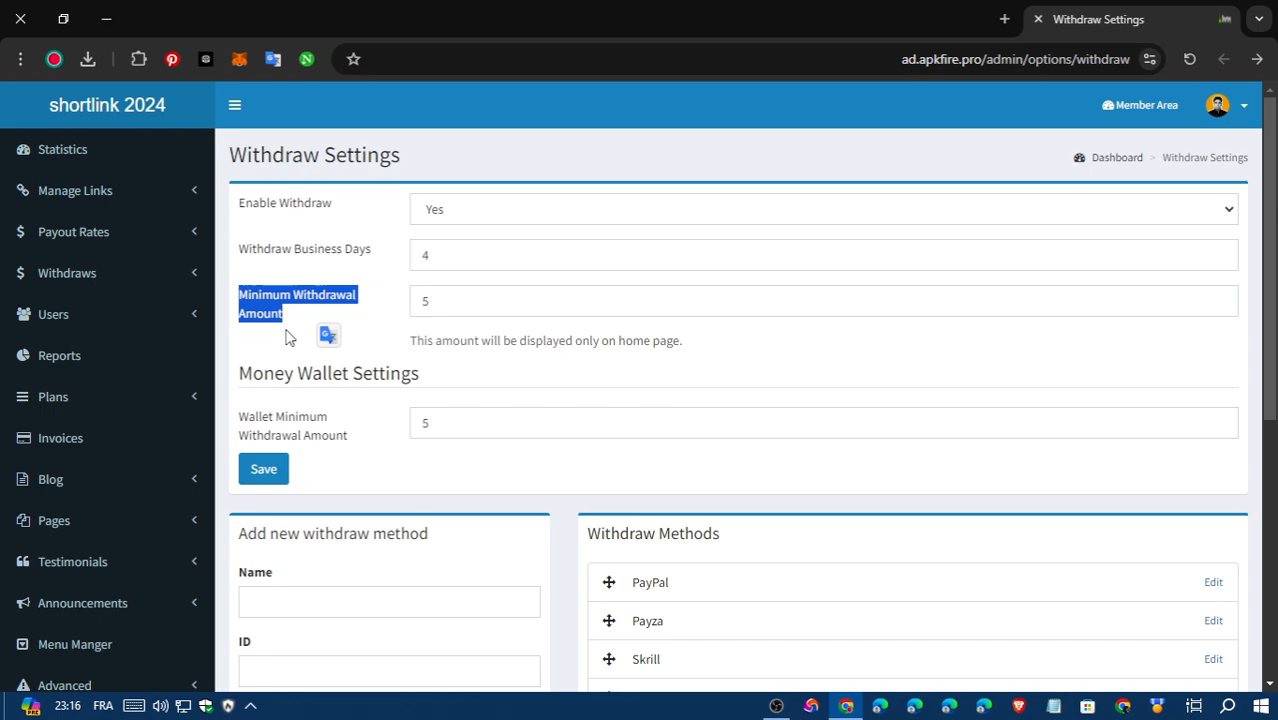 Withdraw Settings
ad.apkfire.pro/admin/options/withdraw
shortlink 2024
Member Area
Statistics
Manage Links
Payout Rates
Withdraws
Users
Reports
Plans
Invoices
Blog
Pages
Testimonials
Announcements
Menu Manger
Advanced
Withdraw Settings
Dashboard > Withdraw Settings
Enable Withdraw
Yes
Withdraw Business Days
4
Minimum Withdrawal
Amount
5
This amount will be displayed only on home page.
Money Wallet Settings
Wallet Minimum
Withdrawal Amount
5
Save
Add new withdraw method
Name
ID
Withdraw Methods
PayPal Edit
Payza Edit
Skrill Edit
23:16 FRA